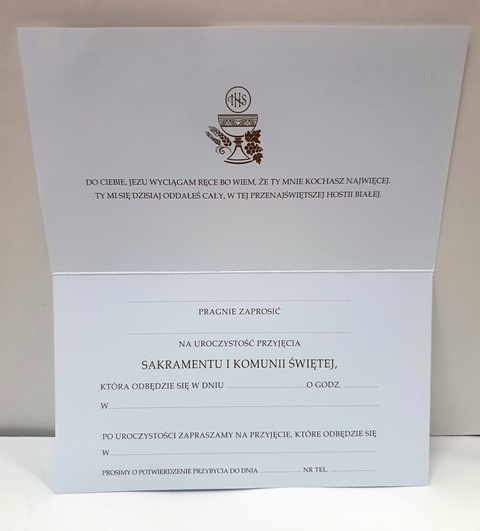 IHS
DO CIEBIE, JEZU WYCIĄGAM RĘCE BO WIEM, ŻE TY MNIE KOCHASZ NAJWIĘCEJ.
TY MI SIĘ DZISIAJ ODDAŁEŚ CAŁY, W TEJ PRZENAJŚWIĘTSZEJ HOSTII BIAŁEJ.
PRAGNIE ZAPROSIĆ
NA UROCZYSTOŚĆ PRZYJĘCIA
SAKRAMENTU I KOMUNII ŚWIĘTEJ,
KTÓRA ODBĘDZIE SIĘ W DNIU O GODZ.
W
PO UROCZYSTOŚCI ZAPRASZAMY NA PRZYJĘCIE, KTÓRE ODBĘDZIE SIĘ
W
PROSIMY O POTWIERDZENIE PRZYBYCIA DO DNIA NR TEL.